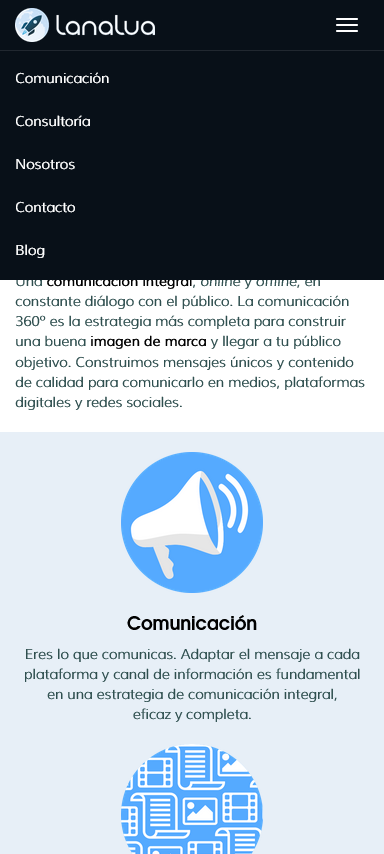 Lanalua
Comunicación
Consultoría
Nosotros
Contacto
Blog
Una comunicación integral, online y offline, en
constante diálogo con el público. La comunicación
360º es la estrategia más completa para construir
una buena imagen de marca y llegar a tu público
objetivo. Construimos mensajes únicos y contenido
de calidad para comunicarlo en medios, plataformas
digitales y redes sociales.
Comunicación
Eres lo que comunicas. Adaptar el mensaje a cada
plataforma y canal de información es fundamental
en una estrategia de comunicación integral,
eficaz y completa.